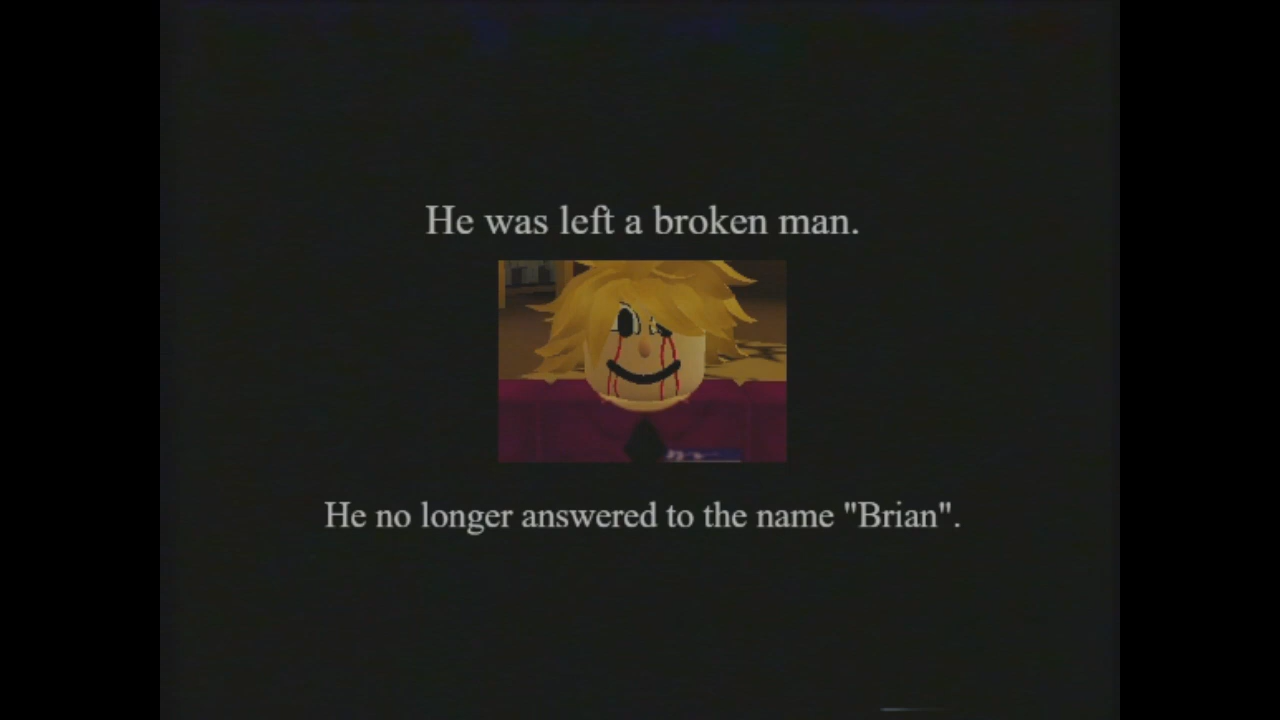 He was left a broken man.
He no longer answered to the name "Brian".